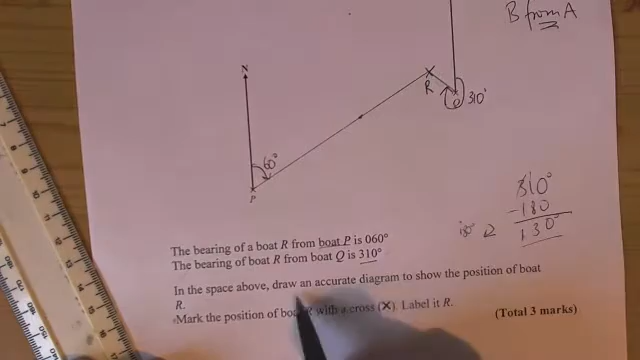 B from A
N
R
Q
310°
60°
P
310°
-180
180° 2
130°
The bearing of a boat R from boat P is 060°
The bearing of boat R from boat Q is 310°
In the space above, draw an accurate diagram to show the position of boat
R.
Mark the position of boat R with a cross (✕). Label it R.
(Total 3 marks)